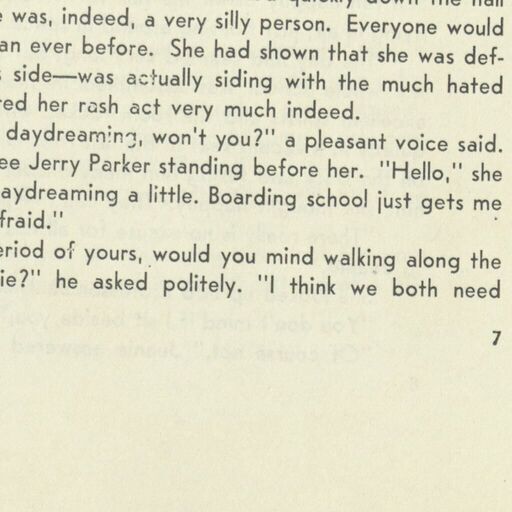 quickly down the hall
was, indeed, a very silly person. Everyone would
an ever before. She had shown that she was def-
side—was actually siding with the much hated
red her rash act very much indeed.
daydreaming, won't you?" a pleasant voice said.
ee Jerry Parker standing before her. "Hello," she
aydreaming a little. Boarding school just gets me
fraid."
eriod of yours, would you mind walking along the
ie?" he asked politely. "I think we both need
7